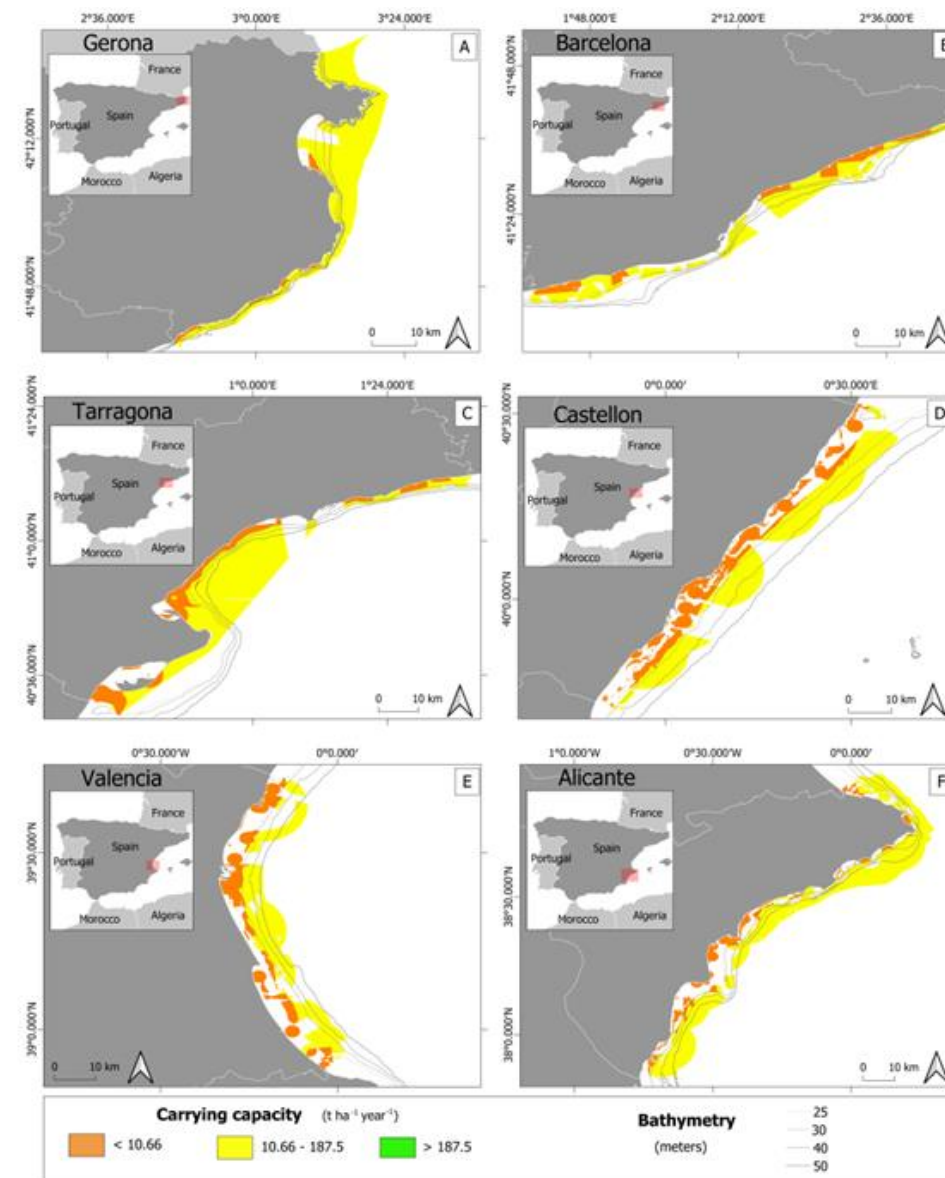 2°36.000'E 3°0.000'E 3°24.000'E
Gerona
A
France
Spain
Portugal
Morocco
Algeria
42°12.000'N
41°48.000'N
0 10 km
1°48.000'E 2°12.000'E 2°36.000'E
Barcelona
France
Spain
Portugal
Morocco
Algeria
41°48.000'N
41°24.000'N
0 10 km
1°0.000'E 1°24.000'E
Tarragona
C
France
Spain
Portugal
Morocco
Algeria
41°24.000'N
41°0.000'N
40°36.000'N
0 10 km
0°0.000' 0°30.000'E
Castellon
D
France
Spain
Portugal
Morocco
Algeria
40°30.000'N
40°0.000'N
0 10 km
0°30.000'W 0°0.000'
Valencia
E
France
Spain
Portugal
Morocco
Algeria
39°30.000'N
39°0.000'N
0 10 km
1°0.000'W 0°30.000'W 0°0.000'
Alicante
F
France
Spain
Portugal
Morocco
Algeria
38°30.000'N
38°0.000'N
0 10 km
Carrying capacity (t ha⁻¹ year⁻¹)
< 10.66 10.66 - 187.5 > 187.5
Bathymetry
(meters)
25
30
40
50